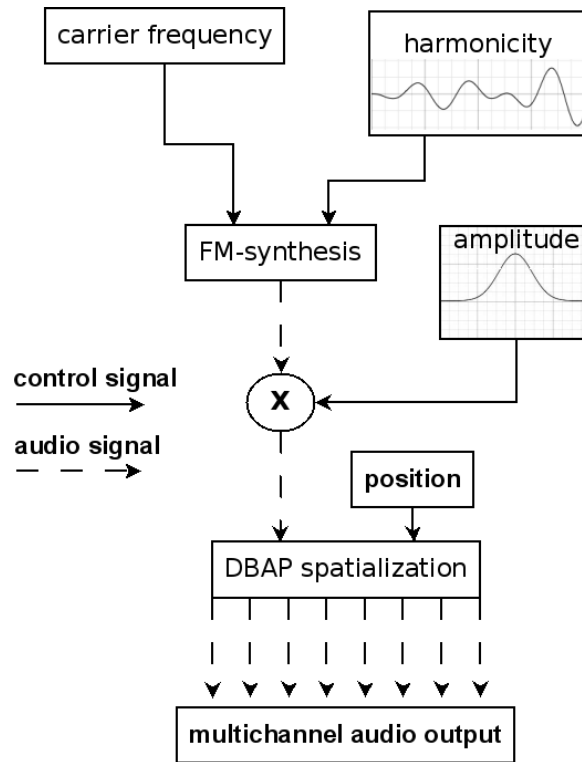 carrier frequency
harmonicity
FM-synthesis
amplitude
control signal
X
audio signal
position
DBAP spatialization
multichannel audio output